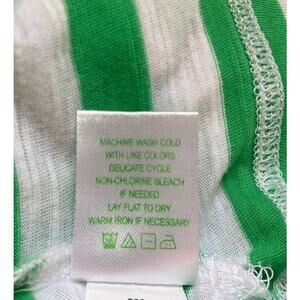 MACHINE WASH COLD
WITH LIKE COLORS
DELICATE CYCLE
NON-CHLORINE BLEACH
IF NEEDED
LAY FLAT TO DRY
WARM IRON IF NECESSARY